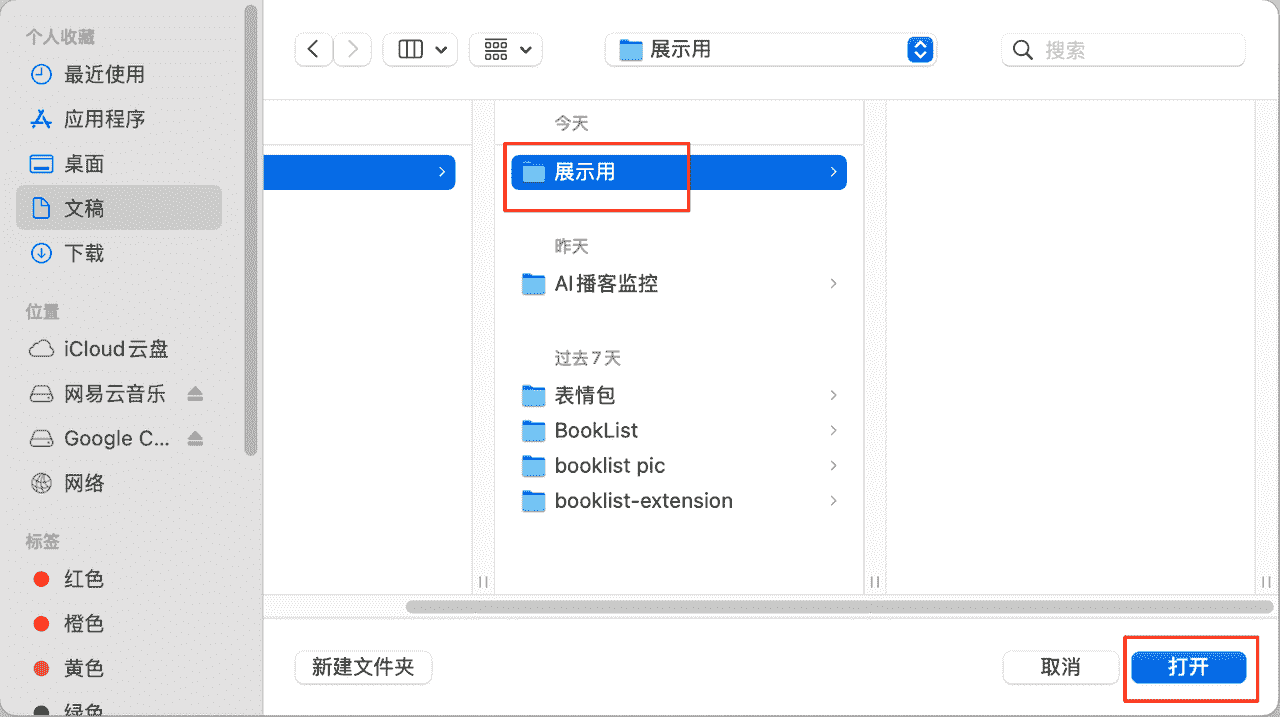 个人收藏
最近使用
应用程序
桌面
文稿
下载
位置
iCloud云盘
网易云音乐
Google C...
网络
标签
红色
橙色
黄色
绿色
展示用
搜索
今天
展示用
昨天
AI播客监控
过去7天
表情包
BookList
booklist pic
booklist-extension
新建文件夹
取消
打开